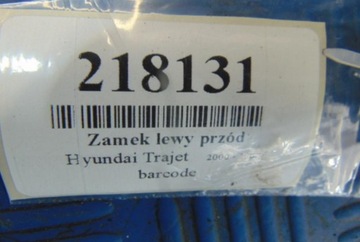 218131
Zamek lewy przód
Hyundai Trajet
barcode